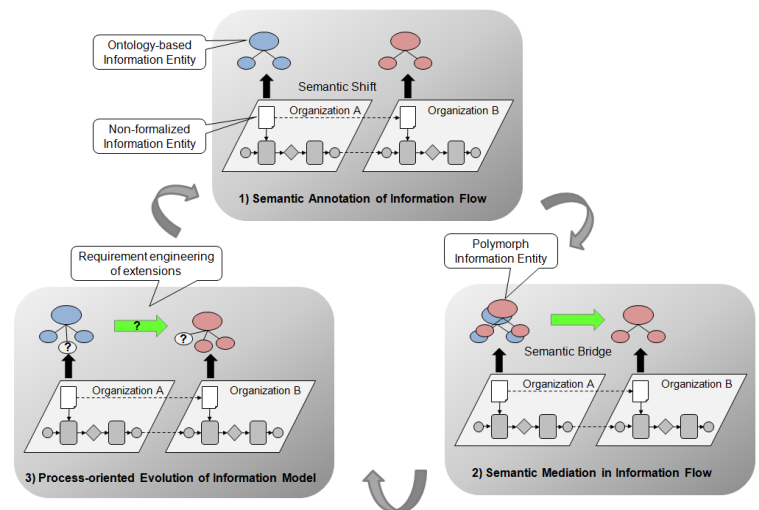 Ontology-based
Information Entity
Semantic Shift
Non-formalized
Information Entity
Organization A
Organization B
1) Semantic Annotation of Information Flow
Polymorph
Information Entity
Semantic Bridge
Organization A
Organization B
2) Semantic Mediation in Information Flow
Requirement engineering
of extensions
?
?
?
Organization A
Organization B
3) Process-oriented Evolution of Information Model